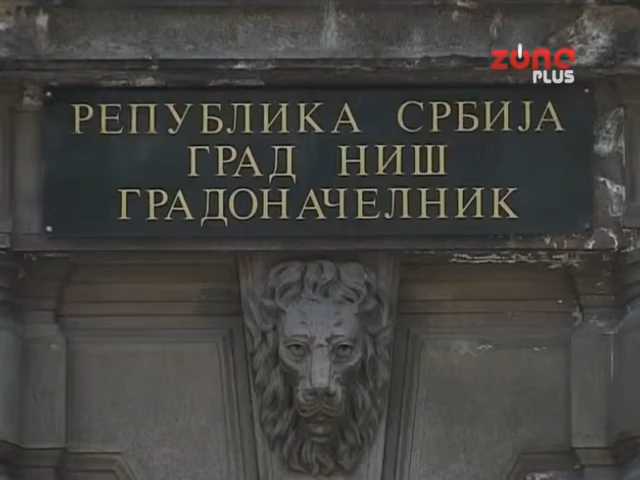 zona
PLUS
РЕПУБЛИКА СРБИЈА
ГРАД НИШ
ГРАДОНАЧЕЛНИК